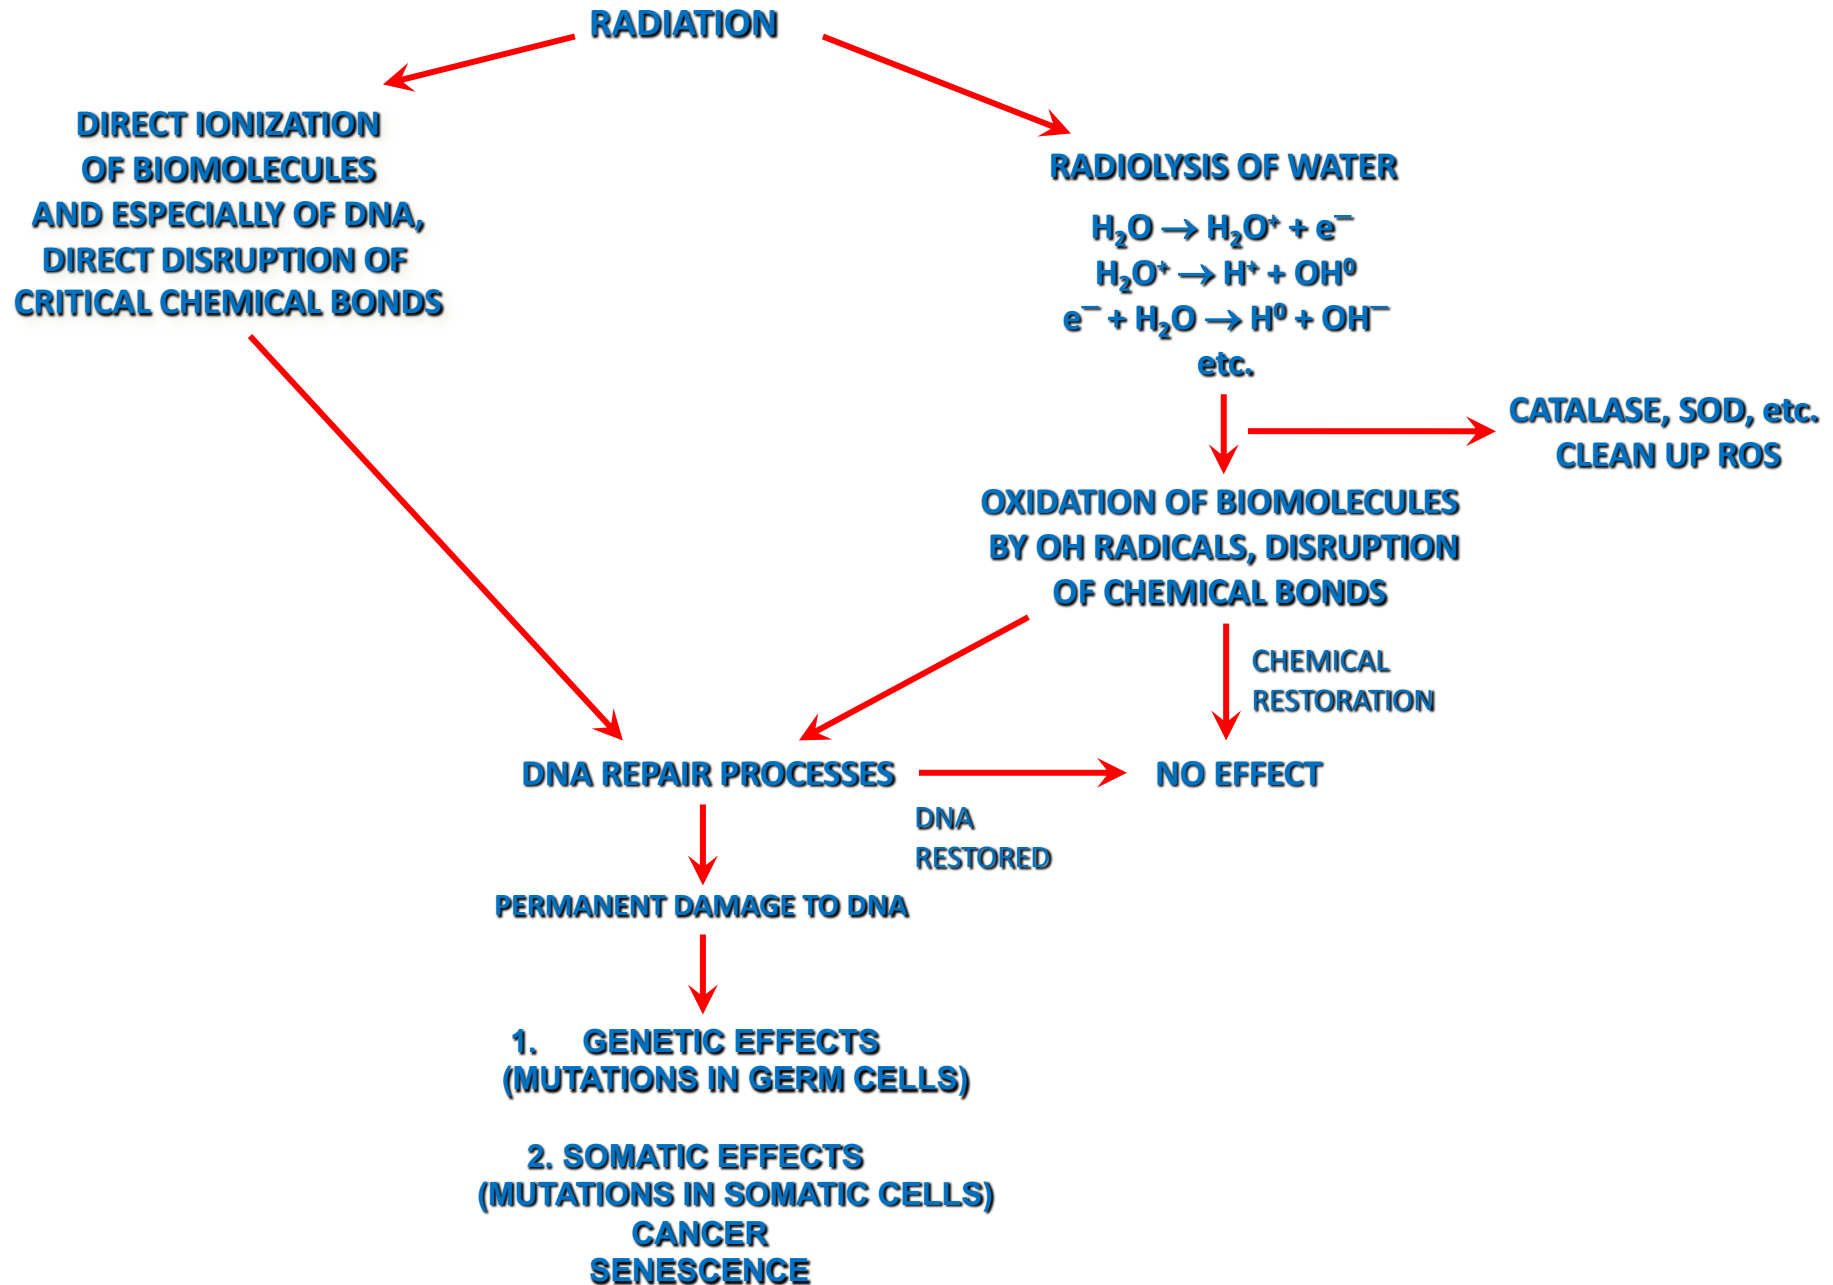 RADIATION
DIRECT IONIZATION
OF BIOMOLECULES
AND ESPECIALLY OF DNA,
DIRECT DISRUPTION OF
CRITICAL CHEMICAL BONDS
RADIOLYSIS OF WATER
H₂O → H₂O⁺ + e⁻
H₂O⁺ → H⁺ + OH⁰
e⁻ + H₂O → H⁰ + OH⁻
etc.
CATALASE, SOD, etc.
CLEAN UP ROS
OXIDATION OF BIOMOLECULES
BY OH RADICALS, DISRUPTION
OF CHEMICAL BONDS
CHEMICAL
RESTORATION
DNA REPAIR PROCESSES
NO EFFECT
DNA
RESTORED
PERMANENT DAMAGE TO DNA
1. GENETIC EFFECTS
(MUTATIONS IN GERM CELLS)
2. SOMATIC EFFECTS
(MUTATIONS IN SOMATIC CELLS)
CANCER
SENESCENCE